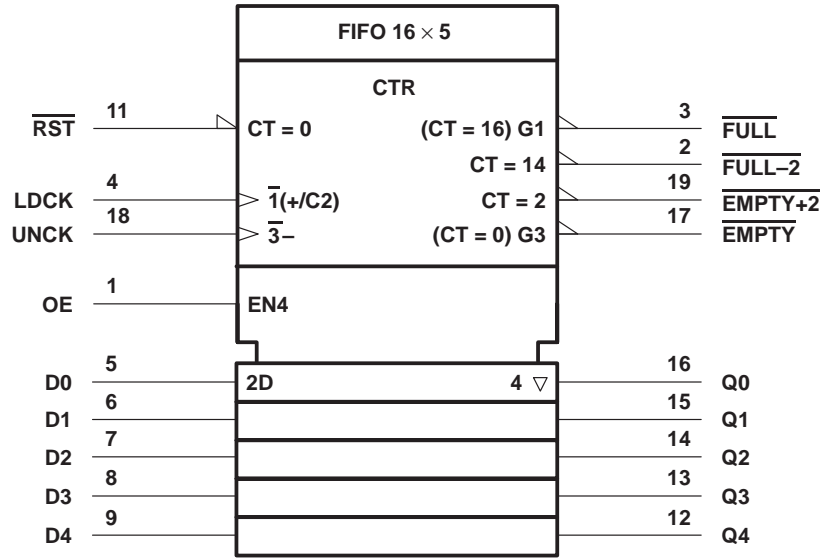 FIFO 16 × 5
CTR
RST 11 CT = 0 (CT = 16) G1 3 FULL
CT = 14 2 FULL–2
LDCK 4 1(+/C2) CT = 2 19 EMPTY+2
UNCK 18 3– (CT = 0) G3 17 EMPTY
OE 1 EN4
D0 5 2D 4 ▽ 16 Q0
D1 6 15 Q1
D2 7 14 Q2
D3 8 13 Q3
D4 9 12 Q4